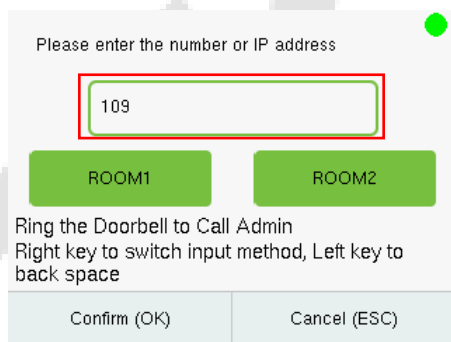 Please enter the number or IP address
109
ROOM1 ROOM2
Ring the Doorbell to Call Admin
Right key to switch input method, Left key to
back space
Confirm (OK) Cancel (ESC)